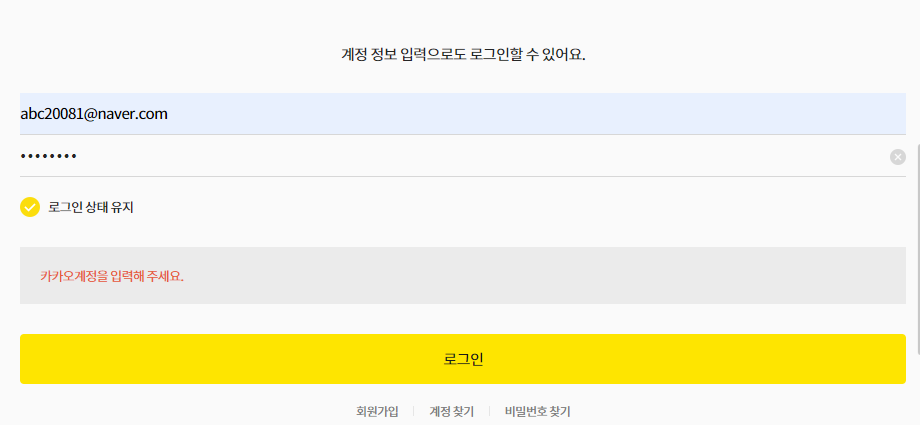 계정 정보 입력으로도 로그인할 수 있어요.
abc20081@naver.com
••••••••
로그인 상태 유지
카카오계정을 입력해 주세요.
로그인
회원가입 계정 찾기 비밀번호 찾기